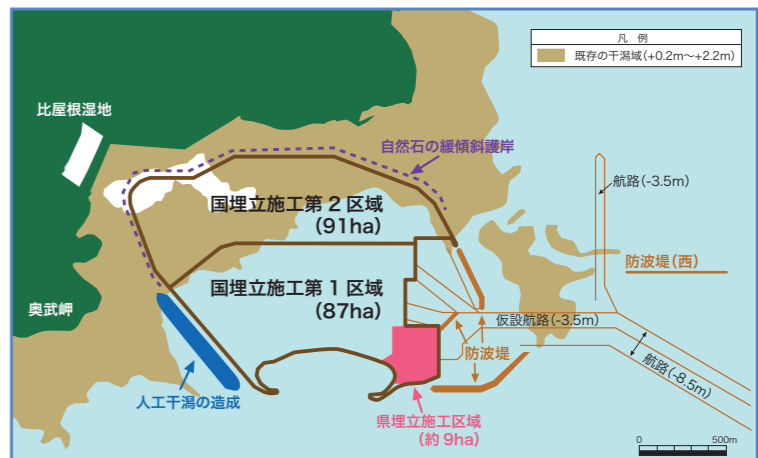 凡 例
既存の干潟域(+0.2m〜+2.2m)
比屋根湿地
自然石の緩傾斜護岸
航路(-3.5m)
国埋立施工第2区域
(91ha)
防波堤(西)
国埋立施工第1区域
(87ha)
奥武岬
仮設航路(-3.5m)
防波堤
航路(-8.5m)
人工干潟の造成
県埋立施工区域
(約9ha)
0 500m